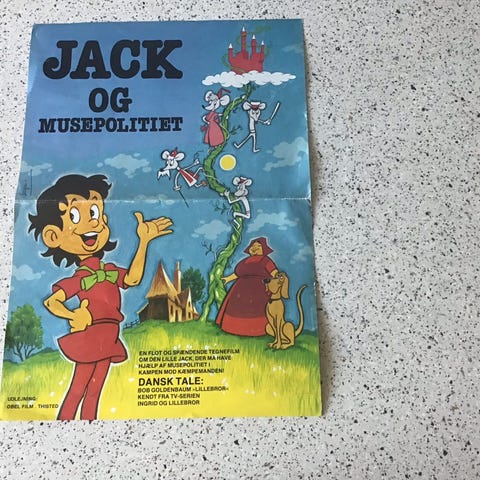 JACK
OG
MUSEPOLITIET
EN FLOT OG SPÆNDENDE TEGNEFILM
OM DEN LILLE JACK, DER MA HAVE
HJÆLP AF MUSEPOLITIET I
KAMPEN MOD KÆMPEMANDEN!
DANSK TALE:
BOB GOLDENBAUM »LILLEBROR«
KENDT FRA TV-SERIEN
INGRID OG LILLEBROR
UDLEJNING:
OBEL FILM . THISTED